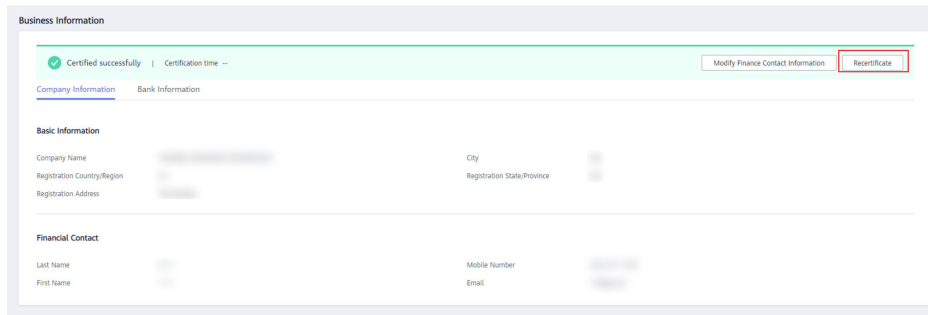 Business Information
Certified successfully | Certification time --
Modify Finance Contact Information
Recertificate
Company Information Bank Information
Basic Information
Company Name City
Registration Country/Region Registration State/Province
Registration Address
Financial Contact
Last Name Mobile Number
First Name Email